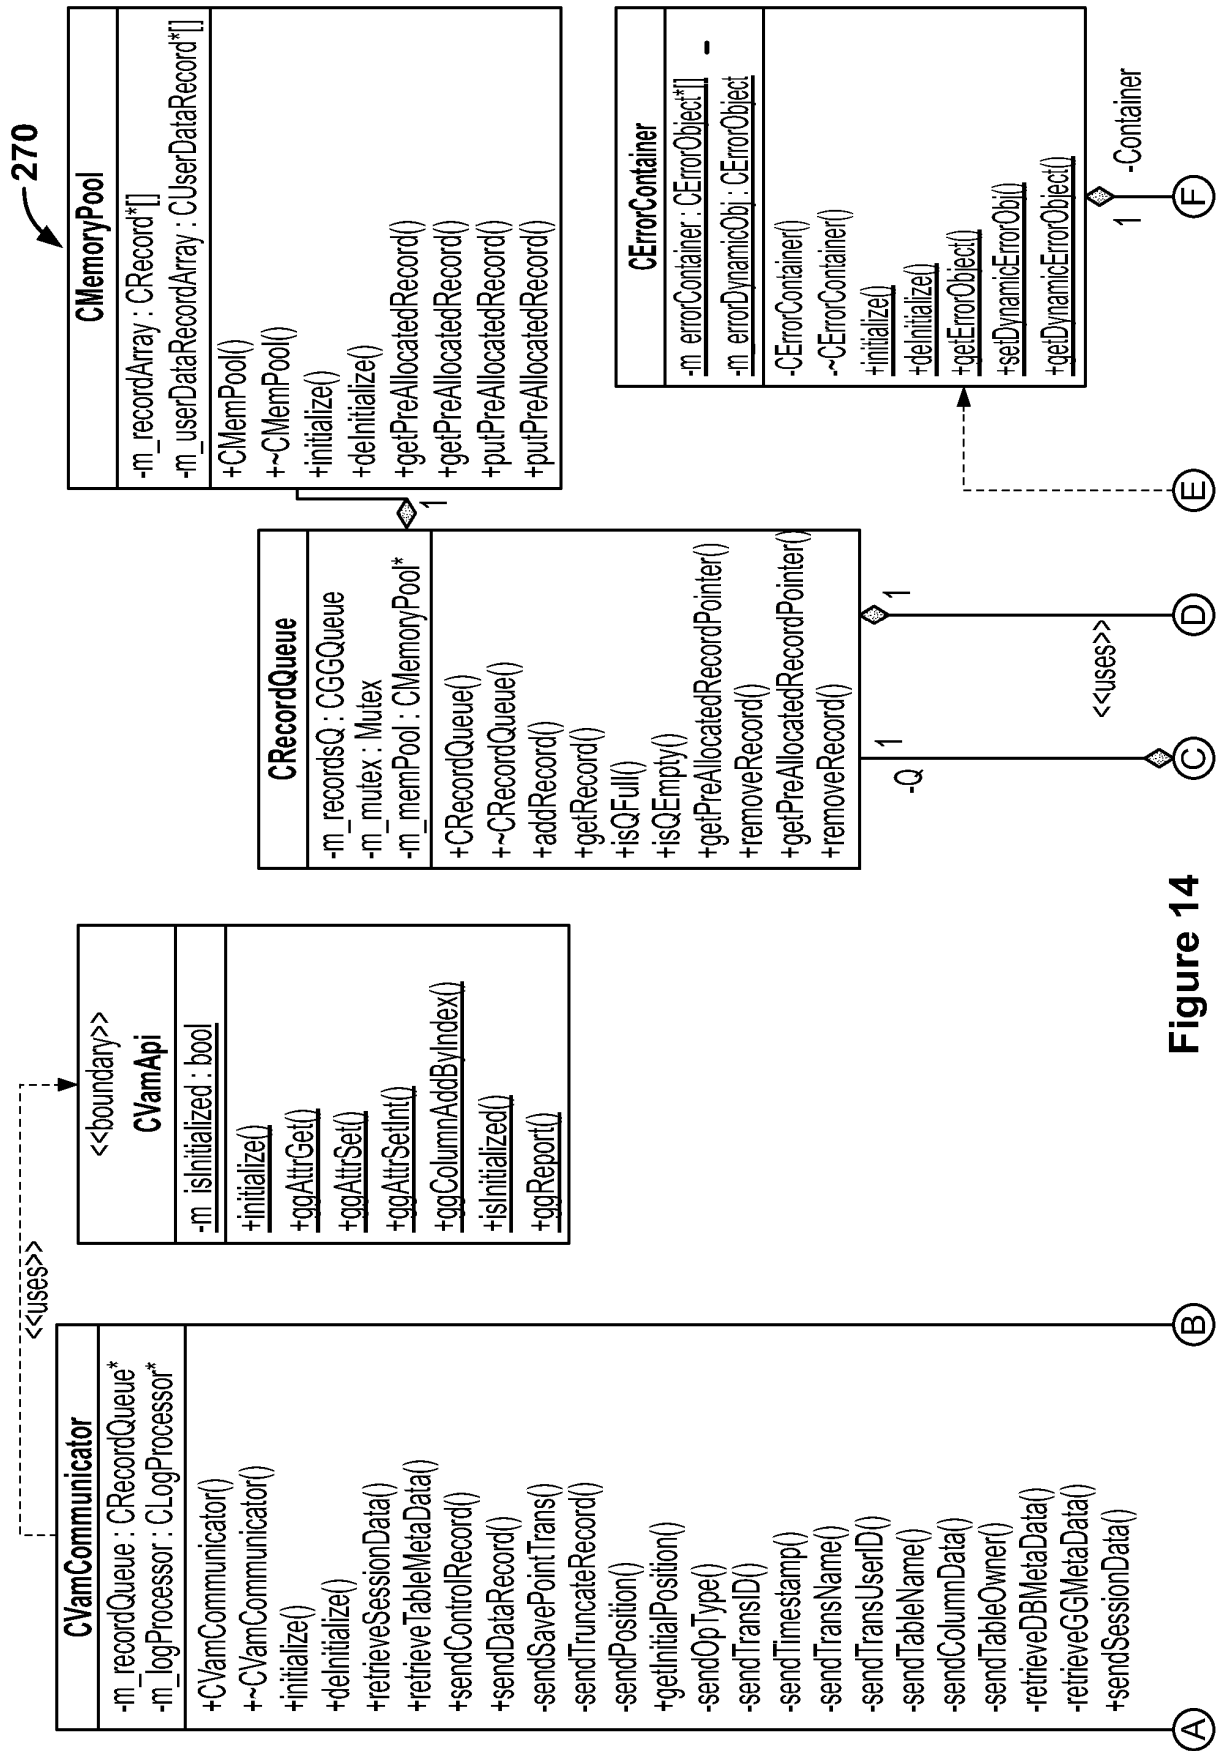 <<uses>>
CVamCommunicator
-m_recordQueue : CRecordQueue*
-m_logProcessor : CLogProcessor*
+CVamCommunicator()
+~CVamCommunicator()
+initialize()
+deInitialize()
+retrieveSessionData()
+retrieveTableMetaData()
+sendControlRecord()
+sendDataRecord()
-sendSavePointTrans()
-sendTruncateRecord()
-sendPosition()
+getInitialPosition()
-sendOpType()
-sendTransID()
-sendTimestamp()
-sendTransName()
-sendTransUserID()
-sendTableName()
-sendColumnData()
-sendTableOwner()
-retrieveDBMetaData()
-retrieveGGMetaData()
+sendSessionData()
A
B
<<boundary>>
CVamApi
-m_isInitialized : bool
+initialize()
+ggAttrGet()
+ggAttrSet()
+ggAttrSetInt()
+ggColumnAddByIndex()
+isInitialized()
+ggReport()
CRecordQueue
-m_recordsQ : CGGQueue
-m_mutex : Mutex
-m_memPool : CMemoryPool*
+CRecordQueue()
+~CRecordQueue()
+addRecord()
+getRecord()
+isQFull()
+isQEmpty()
+getPreAllocatedRecordPointer()
+removeRecord()
+getPreAllocatedRecordPointer()
+removeRecord()
-Q
1
1
<<uses>>
C
D
1
270
CMemoryPool
-m_recordArray : CRecord*[]
-m_userDataRecordArray : CUserDataRecord*[]
+CMemPool()
+~CMemPool()
+initialize()
+deInitialize()
+getPreAllocatedRecord()
+getPreAllocatedRecord()
+putPreAllocatedRecord()
+putPreAllocatedRecord()
CErrorContainer
-m_errorContainer : CErrorObject*[]
-m_errorDynamicObj : CErrorObject
-CErrorContainer()
-~CErrorContainer()
+initialize()
+deInitialize()
+getErrorObject()
+setDynamicErrorObj()
+getDynamicErrorObject()
1
-Container
E
F
Figure 14